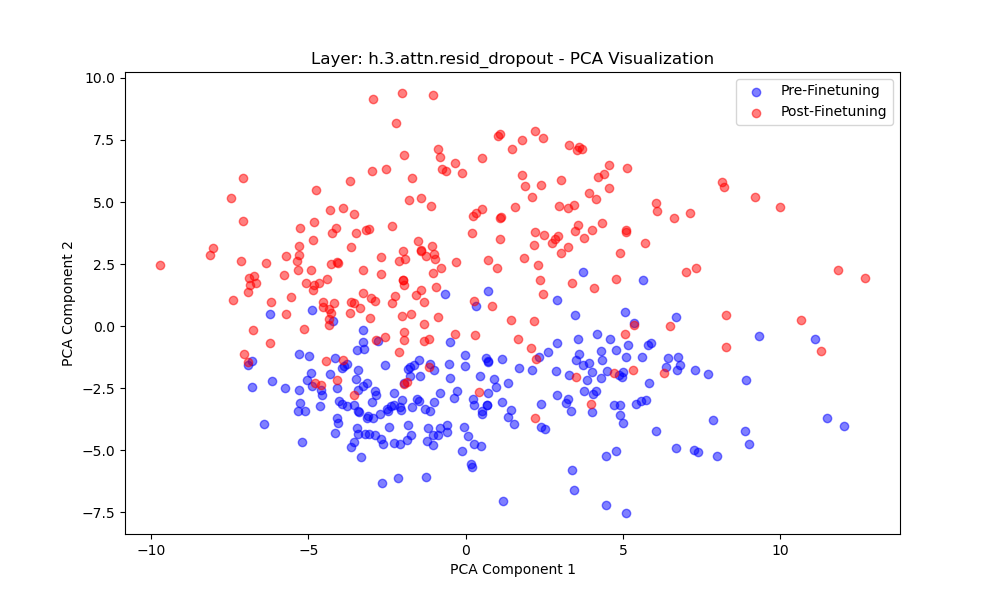 Layer: h.3.attn.resid_dropout - PCA Visualization
Pre-Finetuning
Post-Finetuning
10.0
7.5
5.0
2.5
0.0
−2.5
−5.0
−7.5
PCA Component 2
−10
−5
0
5
10
PCA Component 1